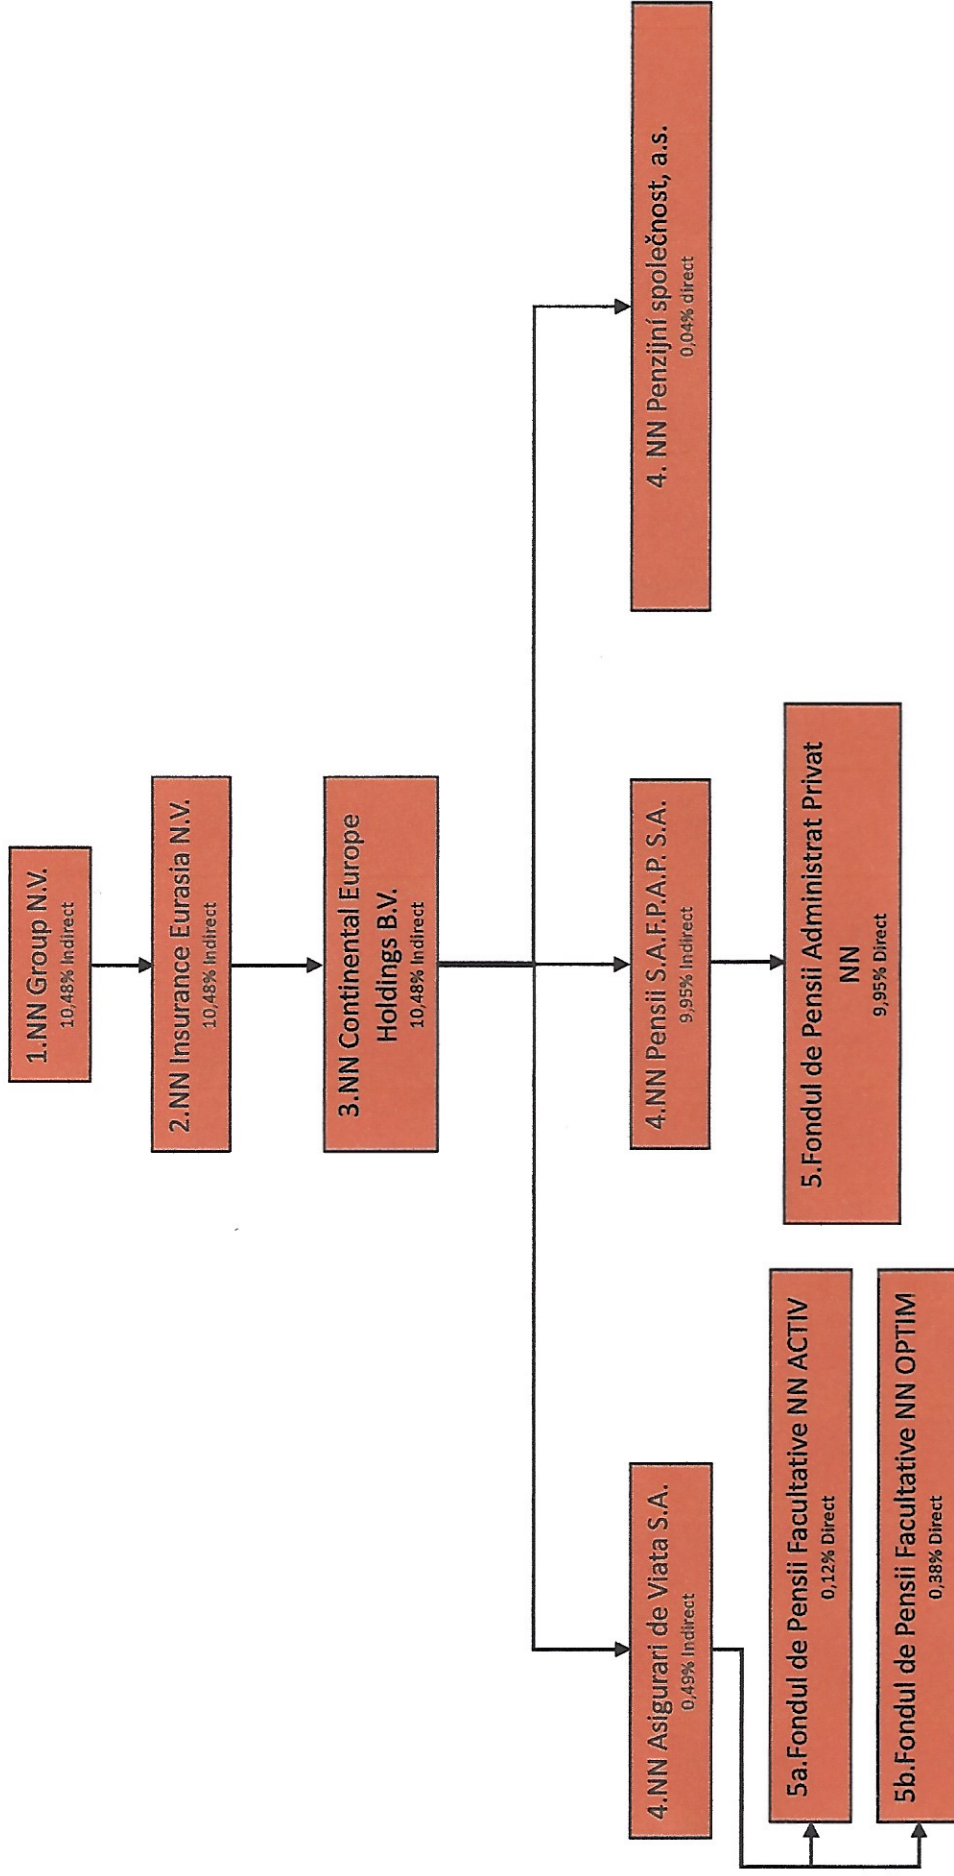 1.NN Group N.V.
10,48% Indirect
2.NN Insurance Eurasia N.V.
10,48% Indirect
3.NN Continental Europe
Holdings B.V.
10,48% Indirect
4.NN Asigurari de Viata S.A.
0,49% Indirect
4.NN Pensii S.A.F.P.A.P. S.A.
9,95% Indirect
4. NN Penzijní společnost, a.s.
0,04% direct
5a.Fondul de Pensii Facultative NN ACTIV
0,12% Direct
5b.Fondul de Pensii Facultative NN OPTIM
0,38% Direct
5.Fondul de Pensii Administrat Privat
NN
9,95% Direct